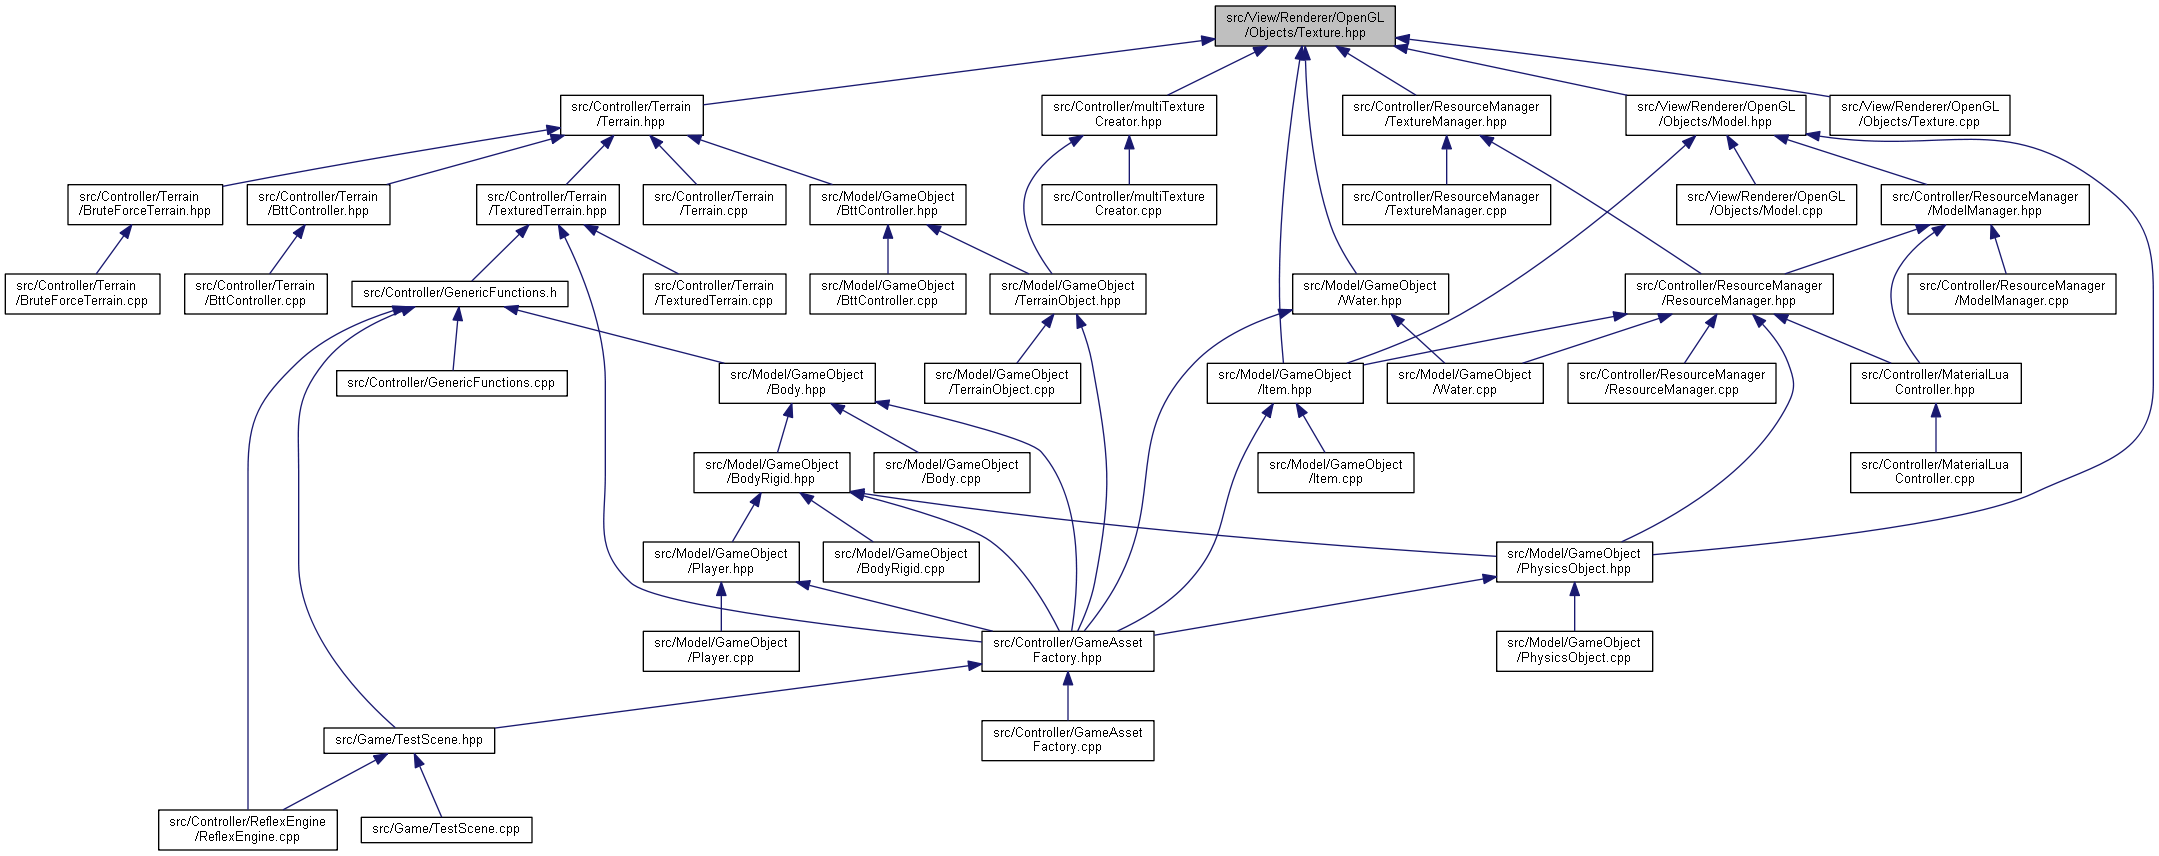 src/View/Renderer/OpenGL
/Objects/Texture.hpp
src/Controller/Terrain
/Terrain.hpp
src/Controller/multiTexture
Creator.hpp
src/Controller/ResourceManager
/TextureManager.hpp
src/View/Renderer/OpenGL
/Objects/Model.hpp
src/View/Renderer/OpenGL
/Objects/Texture.cpp
src/Controller/Terrain
/BruteForceTerrain.hpp
src/Controller/Terrain
/BttController.hpp
src/Controller/Terrain
/TexturedTerrain.hpp
src/Controller/Terrain
/Terrain.cpp
src/Model/GameObject
/BttController.hpp
src/Controller/multiTexture
Creator.cpp
src/Controller/ResourceManager
/TextureManager.cpp
src/View/Renderer/OpenGL
/Objects/Model.cpp
src/Controller/ResourceManager
/ModelManager.hpp
src/Controller/Terrain
/BruteForceTerrain.cpp
src/Controller/Terrain
/BttController.cpp
src/Controller/GenericFunctions.h
src/Controller/Terrain
/TexturedTerrain.cpp
src/Model/GameObject
/BttController.cpp
src/Model/GameObject
/TerrainObject.hpp
src/Model/GameObject
/Water.hpp
src/Controller/ResourceManager
/ResourceManager.hpp
src/Controller/ResourceManager
/ModelManager.cpp
src/Controller/GenericFunctions.cpp
src/Model/GameObject
/Body.hpp
src/Model/GameObject
/TerrainObject.cpp
src/Model/GameObject
/Item.hpp
src/Model/GameObject
/Water.cpp
src/Controller/ResourceManager
/ResourceManager.cpp
src/Controller/MaterialLua
Controller.hpp
src/Model/GameObject
/BodyRigid.hpp
src/Model/GameObject
/Body.cpp
src/Model/GameObject
/Item.cpp
src/Controller/MaterialLua
Controller.cpp
src/Model/GameObject
/Player.hpp
src/Model/GameObject
/BodyRigid.cpp
src/Model/GameObject
/PhysicsObject.hpp
src/Model/GameObject
/Player.cpp
src/Controller/GameAsset
Factory.hpp
src/Model/GameObject
/PhysicsObject.cpp
src/Game/TestScene.hpp
src/Controller/GameAsset
Factory.cpp
src/Controller/ReflexEngine
/ReflexEngine.cpp
src/Game/TestScene.cpp